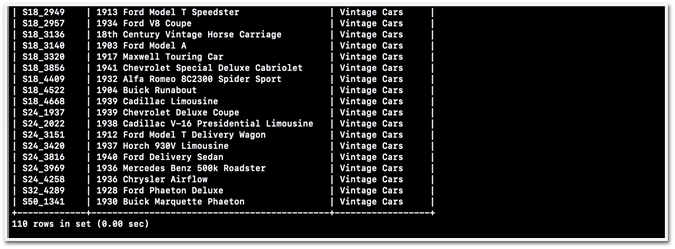 | S18_2949 | 1913 Ford Model T Speedster | Vintage Cars |
| S18_2957 | 1934 Ford V8 Coupe | Vintage Cars |
| S18_3136 | 18th Century Vintage Horse Carriage | Vintage Cars |
| S18_3140 | 1903 Ford Model A | Vintage Cars |
| S18_3320 | 1917 Maxwell Touring Car | Vintage Cars |
| S18_3856 | 1941 Chevrolet Special Deluxe Cabriolet | Vintage Cars |
| S18_4409 | 1932 Alfa Romeo 8C2300 Spider Sport | Vintage Cars |
| S18_4522 | 1904 Buick Runabout | Vintage Cars |
| S18_4668 | 1939 Cadillac Limousine | Vintage Cars |
| S24_1937 | 1939 Chevrolet Deluxe Coupe | Vintage Cars |
| S24_2022 | 1938 Cadillac V-16 Presidential Limousine | Vintage Cars |
| S24_3151 | 1912 Ford Model T Delivery Wagon | Vintage Cars |
| S24_3420 | 1937 Horch 930V Limousine | Vintage Cars |
| S24_3816 | 1940 Ford Delivery Sedan | Vintage Cars |
| S24_3969 | 1936 Mercedes Benz 500k Roadster | Vintage Cars |
| S24_4258 | 1936 Chrysler Airflow | Vintage Cars |
| S32_4289 | 1928 Ford Phaeton Deluxe | Vintage Cars |
| S50_1341 | 1930 Buick Marquette Phaeton | Vintage Cars |
110 rows in set (0.00 sec)